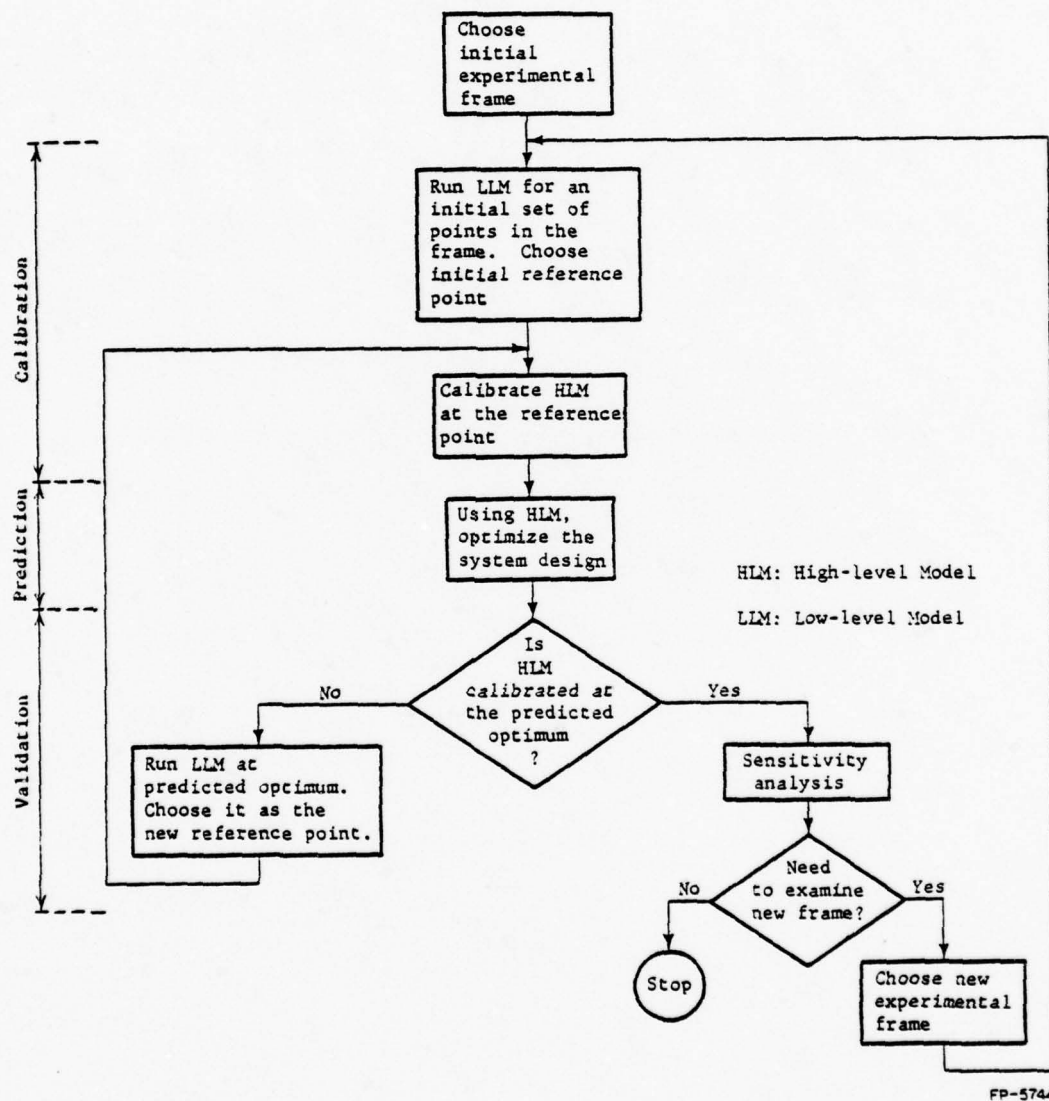 Choose
initial
experimental
frame
Run LLM for an
initial set of
points in the
frame. Choose
initial reference
point
Calibrate HLM
at the reference
point
Using HLM,
optimize the
system design
HLM: High-level Model
LLM: Low-level Model
Is
HLM
calibrated at
the predicted
optimum
?
No
Yes
Run LLM at
predicted optimum.
Choose it as the
new reference point.
Sensitivity
analysis
Need
to examine
new frame?
No
Yes
Stop
Choose new
experimental
frame
Calibration
Prediction
Validation
FP-5744